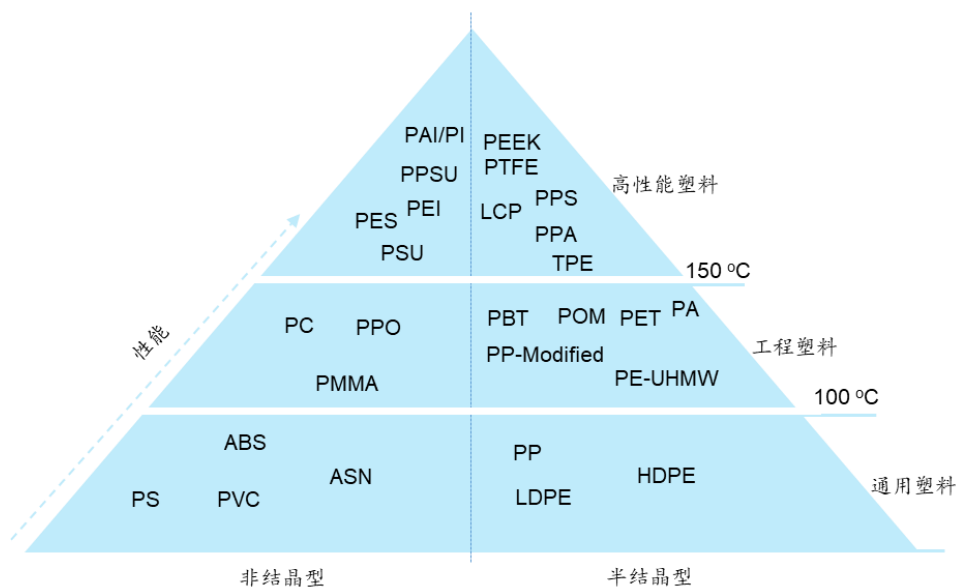 PAI/PI
PEEK
PTFE
PPSU
高性能塑料
PPS
PEI
LCP
PES
PPA
PSU
TPE
150 ºC
PBT
POM
PET
PA
PC
PPO
性能
工程塑料
PP-Modified
PMMA
PE-UHMW
100 ºC
ABS
PP
ASN
HDPE
PS
PVC
LDPE
通用塑料
非结晶型
半结晶型